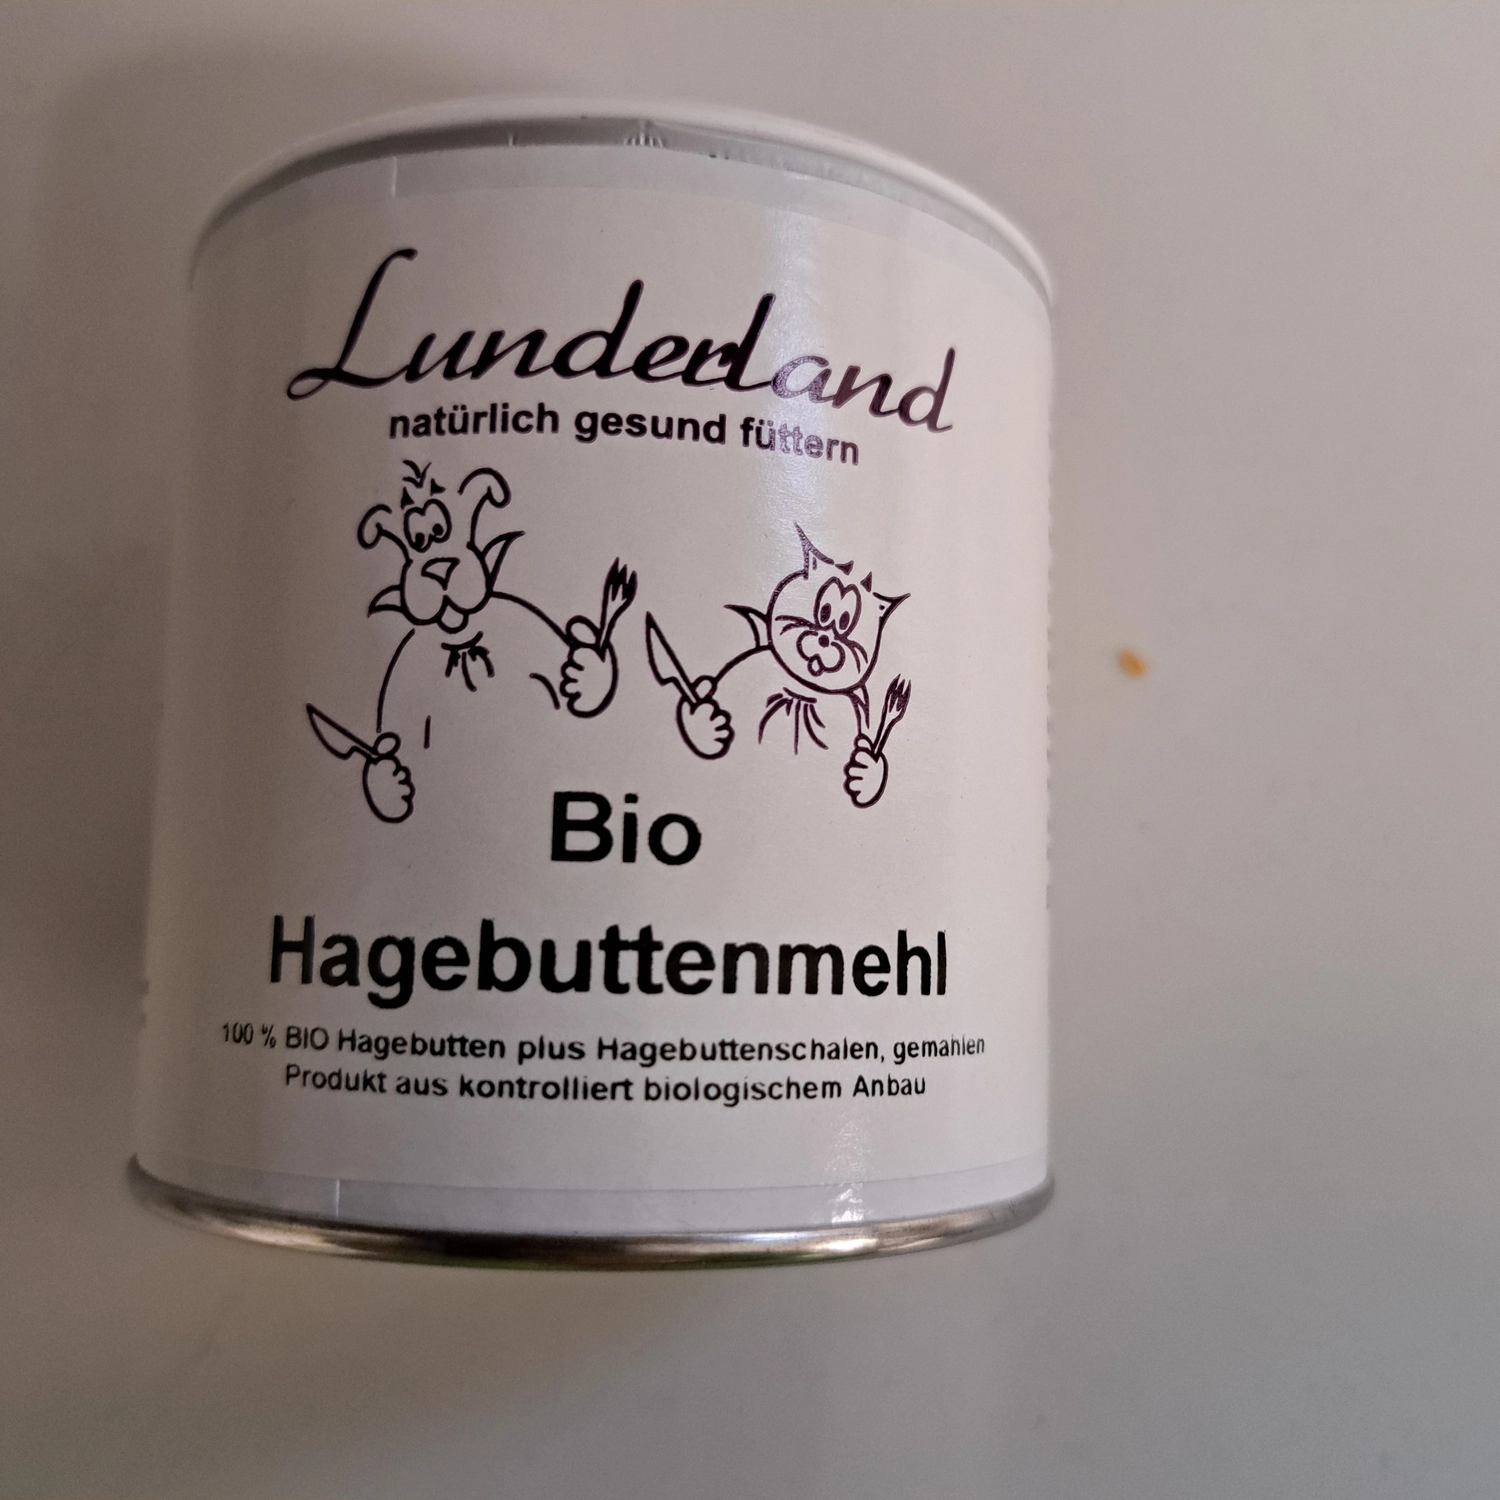 Lunderland
natürlich gesund füttern
Bio
Hagebuttenmehl
100 % BIO Hagebutten plus Hagebuttenschalen, gemahlen
Produkt aus kontrolliert biologischem Anbau